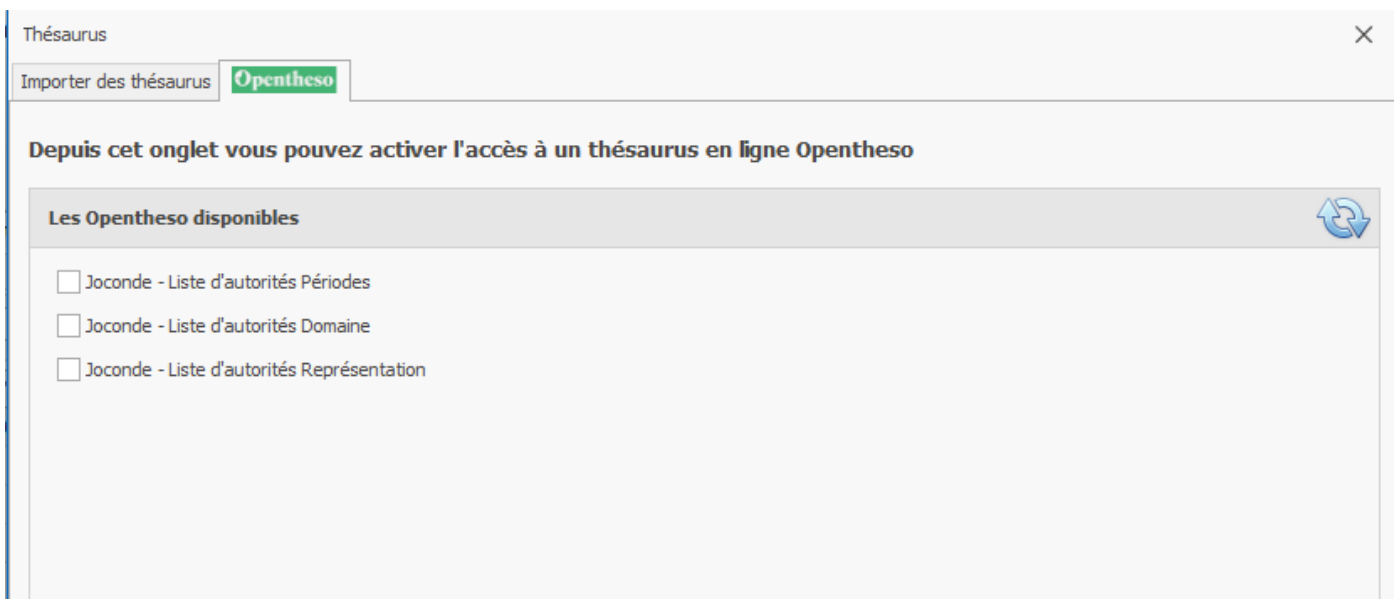 Thésaurus
Importer des thésaurus
Opentheso
Depuis cet onglet vous pouvez activer l'accès à un thésaurus en ligne Opentheso
Les Opentheso disponibles
Joconde - Liste d'autorités Périodes
Joconde - Liste d'autorités Domaine
Joconde - Liste d'autorités Représentation